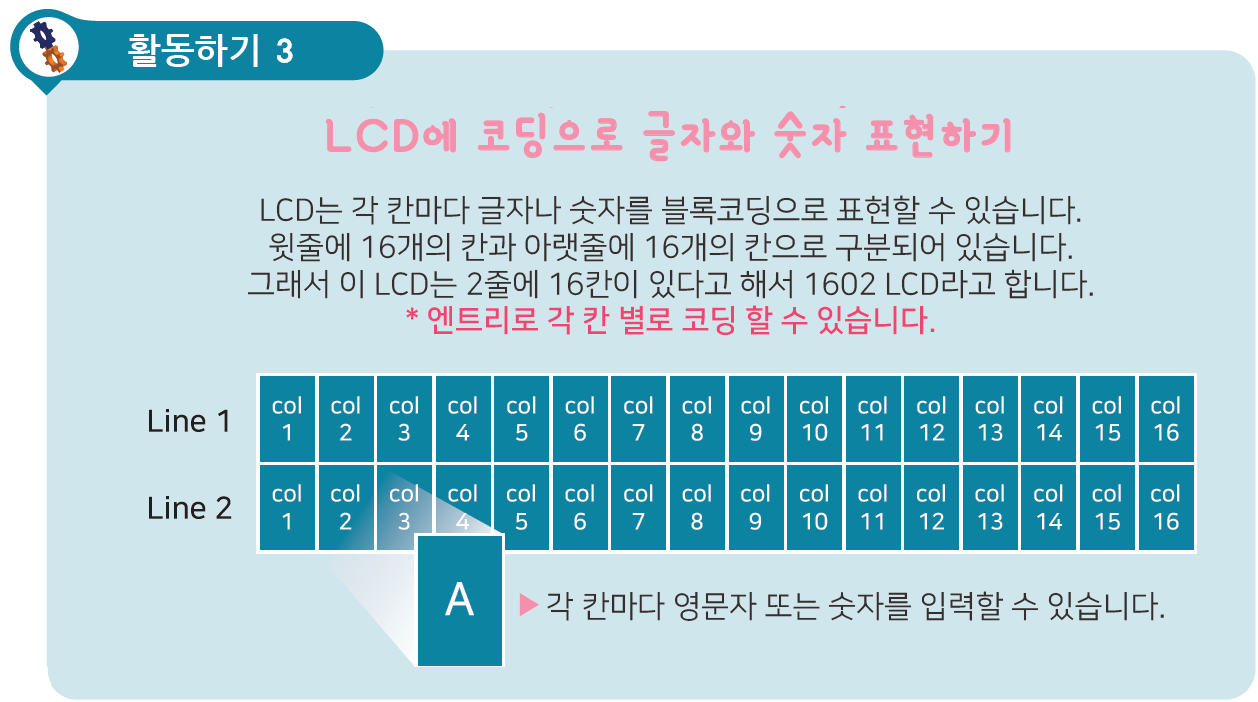 활동하기 3
LCD에 코딩으로 글자와 숫자 표현하기
LCD는 각 칸마다 글자나 숫자를 블록코딩으로 표현할 수 있습니다.
윗줄에 16개의 칸과 아랫줄에 16개의 칸으로 구분되어 있습니다.
그래서 이 LCD는 2줄에 16칸이 있다고 해서 1602 LCD라고 합니다.
* 엔트리로 각 칸 별로 코딩 할 수 있습니다.
Line 1 col 1 col 2 col 3 col 4 col 5 col 6 col 7 col 8 col 9 col 10 col 11 col 12 col 13 col 14 col 15 col 16
Line 2 col 1 col 2 col 3 col 4 col 5 col 6 col 7 col 8 col 9 col 10 col 11 col 12 col 13 col 14 col 15 col 16
A ▶ 각 칸마다 영문자 또는 숫자를 입력할 수 있습니다.